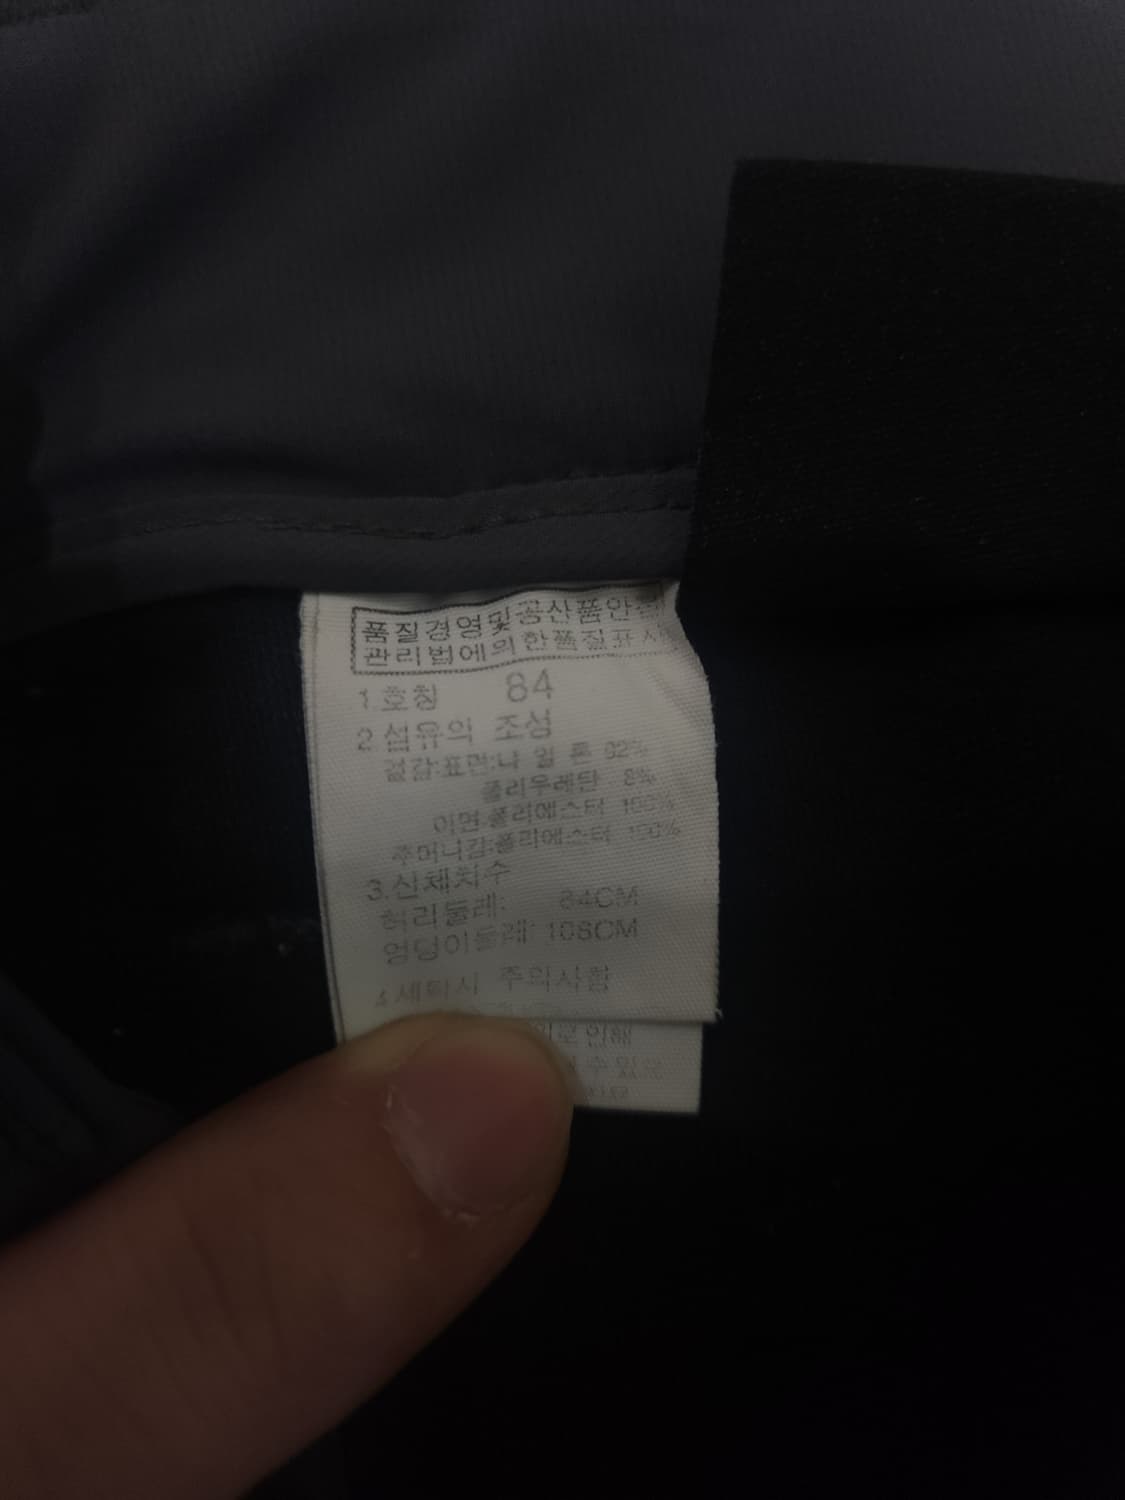 품질경영및공산품안전
관리법에의한품질표시
1.호칭 84
2.섬유의 조성
겉감:표면:나 일 론 92%
폴리우레탄 8%
이면:폴리에스터 100%
주머니감:폴리에스터 100%
3.신체치수
허리둘레: 84CM
엉덩이둘레: 108CM
4.세탁시 주의사항
인해
수 있